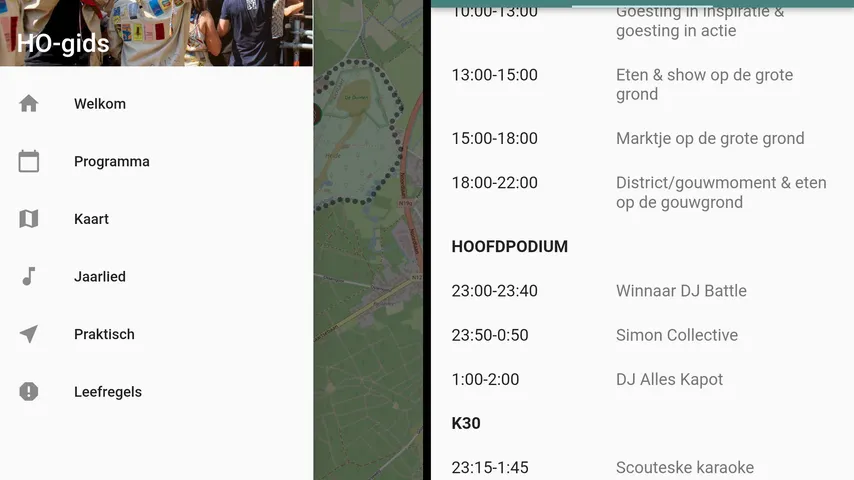 HO-gids
Welkom
Programma
Kaart
Jaarlied
Praktisch
Leefregels
10:00-13:00 Goesting in inspiratie &
goesting in actie
13:00-15:00 Eten & show op de grote
grond
15:00-18:00 Marktje op de grote grond
18:00-22:00 District/gouwmoment & eten
op de gouwgrond
HOOFDPODIUM
23:00-23:40 Winnaar DJ Battle
23:50-0:50 Simon Collective
1:00-2:00 DJ Alles Kapot
K30
23:15-1:45 Scouteske karaoke